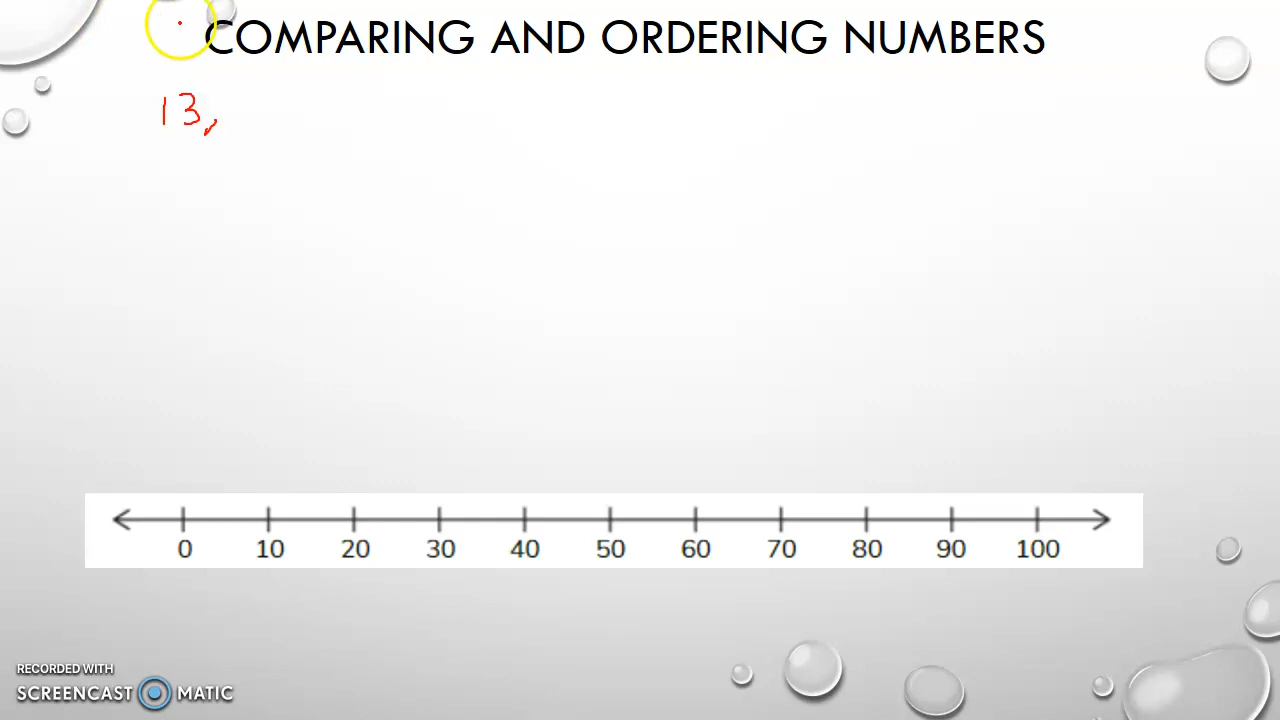 COMPARING AND ORDERING NUMBERS
13,
0 10 20 30 40 50 60 70 80 90 100
RECORDED WITH
SCREENCAST MATIC